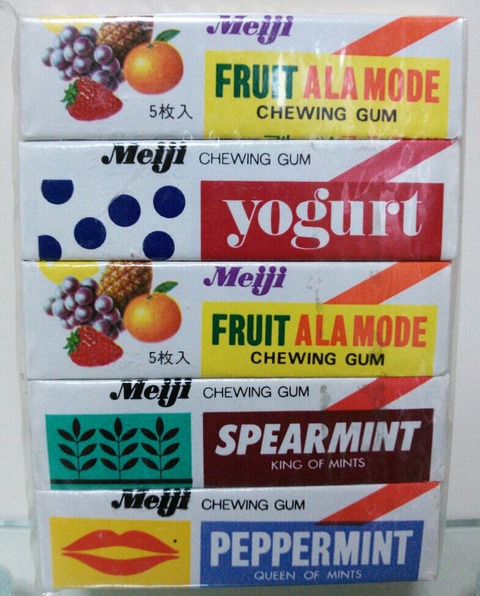 Meiji
FRUIT ALA MODE
5枚入
CHEWING GUM
Meiji CHEWING GUM
yogurt
Meiji
FRUIT ALA MODE
5枚入
CHEWING GUM
Meiji CHEWING GUM
SPEARMINT
KING OF MINTS
Meiji CHEWING GUM
PEPPERMINT
QUEEN OF MINTS